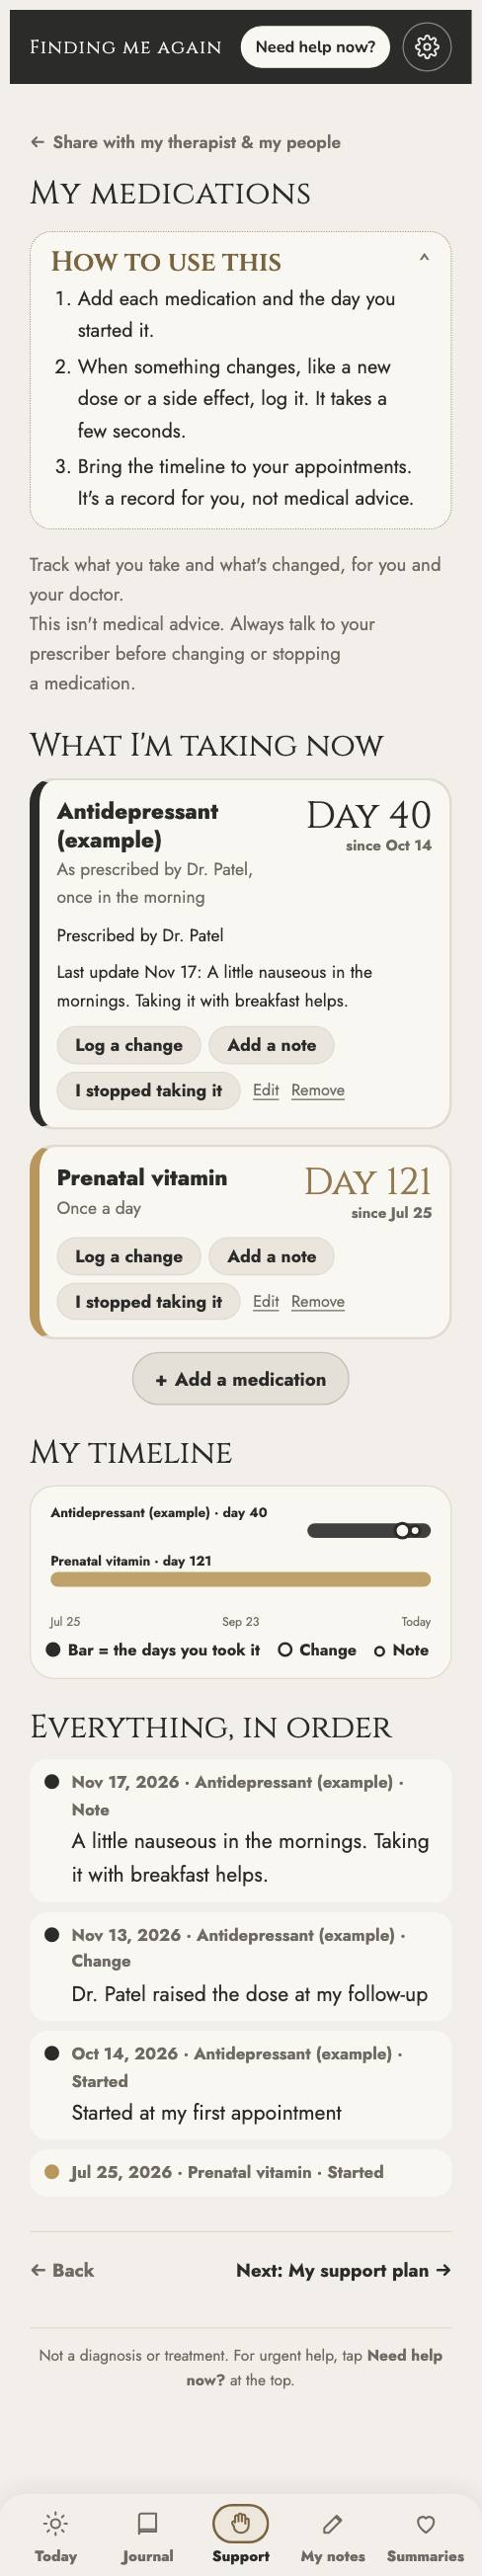 Finding me again
Need help now?
← Share with my therapist & my people
My medications
How to use this
^
1. Add each medication and the day you
started it.
2. When something changes, like a new
dose or a side effect, log it. It takes a
few seconds.
3. Bring the timeline to your appointments.
It's a record for you, not medical advice.
Track what you take and what's changed, for you and
your doctor.
This isn't medical advice. Always talk to your
prescriber before changing or stopping
a medication.
What I'm taking now
Antidepressant
(example)
Day 40
since Oct 14
As prescribed by Dr. Patel,
once in the morning
Prescribed by Dr. Patel
Last update Nov 17: A little nauseous in the
mornings. Taking it with breakfast helps.
Log a change Add a note
I stopped taking it Edit Remove
Prenatal vitamin
Day 121
Once a day
since Jul 25
Log a change Add a note
I stopped taking it Edit Remove
+ Add a medication
My timeline
Antidepressant (example) · day 40
Prenatal vitamin · day 121
Jul 25 Sep 23 Today
Bar = the days you took it Change Note
Everything, in order
Nov 17, 2026 · Antidepressant (example) ·
Note
A little nauseous in the mornings. Taking
it with breakfast helps.
Nov 13, 2026 · Antidepressant (example) ·
Change
Dr. Patel raised the dose at my follow-up
Oct 14, 2026 · Antidepressant (example) ·
Started
Started at my first appointment
Jul 25, 2026 · Prenatal vitamin · Started
← Back Next: My support plan →
Not a diagnosis or treatment. For urgent help, tap Need help
now? at the top.
Today Journal Support My notes Summaries